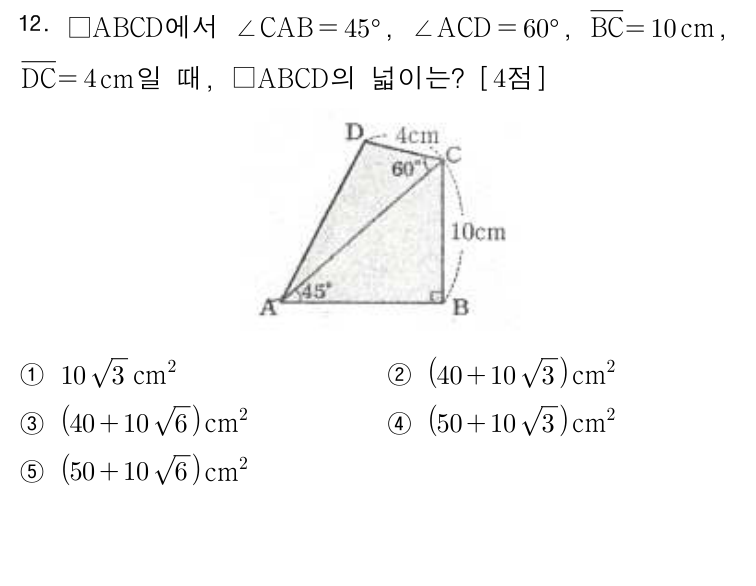 12. □ABCD에서 ∠CAB=45°, ∠ACD=60°, BC=10cm,
DC=4cm일 때, □ABCD의 넓이는? [4점]
D 4cm
C
60°
10cm
45°
A B
① 10√3 cm² ② (40+10√3)cm²
③ (40+10√6)cm² ④ (50+10√3)cm²
⑤ (50+10√6)cm²